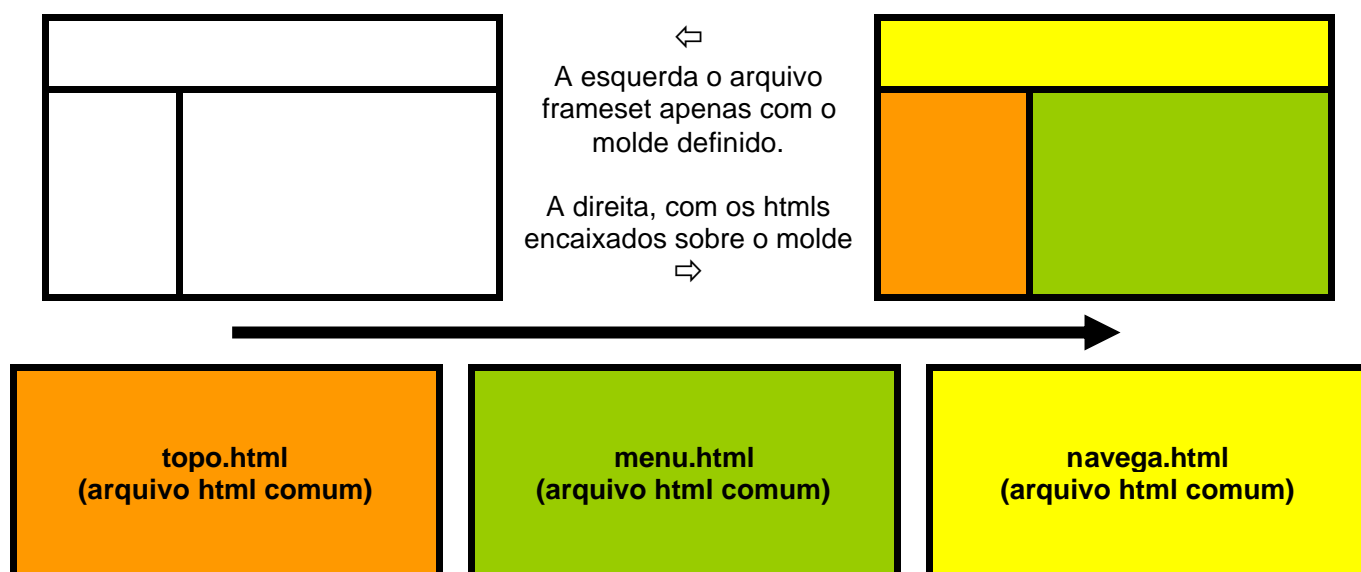 ⇦
A esquerda o arquivo
frameset apenas com o
molde definido.
A direita, com os htmls
encaixados sobre o molde
⇨
topo.html
(arquivo html comum)
menu.html
(arquivo html comum)
navega.html
(arquivo html comum)